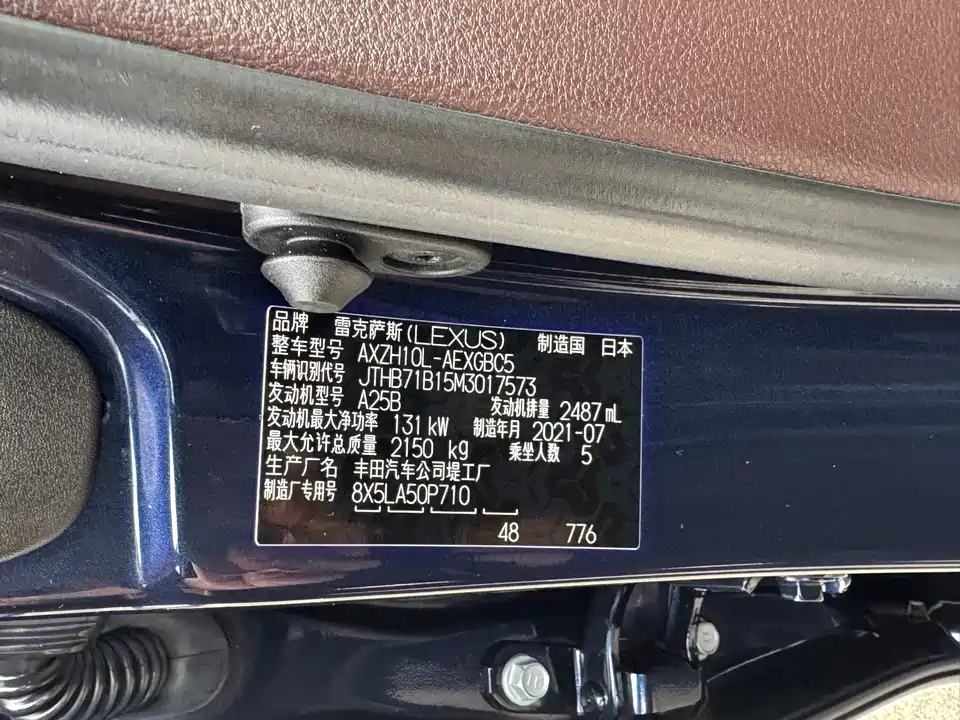 品牌 雷克萨斯(LEXUS) 制造国 日本
整车型号 AXZH10L-AEXGBC5
车辆识别代号 JTHB71B15M3017573
发动机型号 A25B 发动机排量 2487 mL
发动机最大净功率 131 kW 制造年月 2021-07
最大允许总质量 2150 kg 乘坐人数 5
生产厂名 丰田汽车公司堤工厂
制造厂专用号 8X5LA50P710
48 776